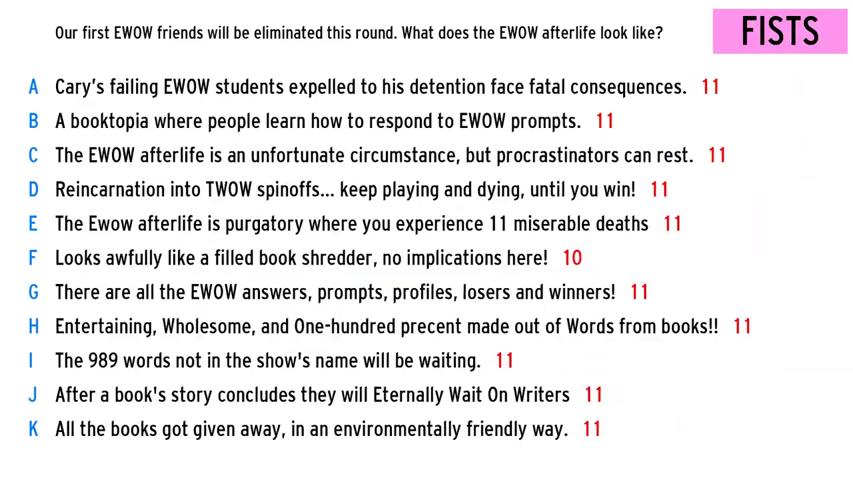 Our first EWOW friends will be eliminated this round. What does the EWOW afterlife look like?
FISTS
A Cary's failing EWOW students expelled to his detention face fatal consequences. 11
B A booktopia where people learn how to respond to EWOW prompts. 11
C The EWOW afterlife is an unfortunate circumstance, but procrastinators can rest. 11
D Reincarnation into TWOW spinoffs... keep playing and dying, until you win! 11
E The Ewow afterlife is purgatory where you experience 11 miserable deaths 11
F Looks awfully like a filled book shredder, no implications here! 10
G There are all the EWOW answers, prompts, profiles, losers and winners! 11
H Entertaining, Wholesome, and One-hundred precent made out of Words from books!! 11
I The 989 words not in the show's name will be waiting. 11
J After a book's story concludes they will Eternally Wait On Writers 11
K All the books got given away, in an environmentally friendly way. 11